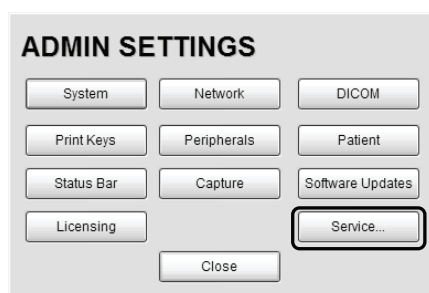 ADMIN SETTINGS
System Network DICOM
Print Keys Peripherals Patient
Status Bar Capture Software Updates
Licensing Service...
Close